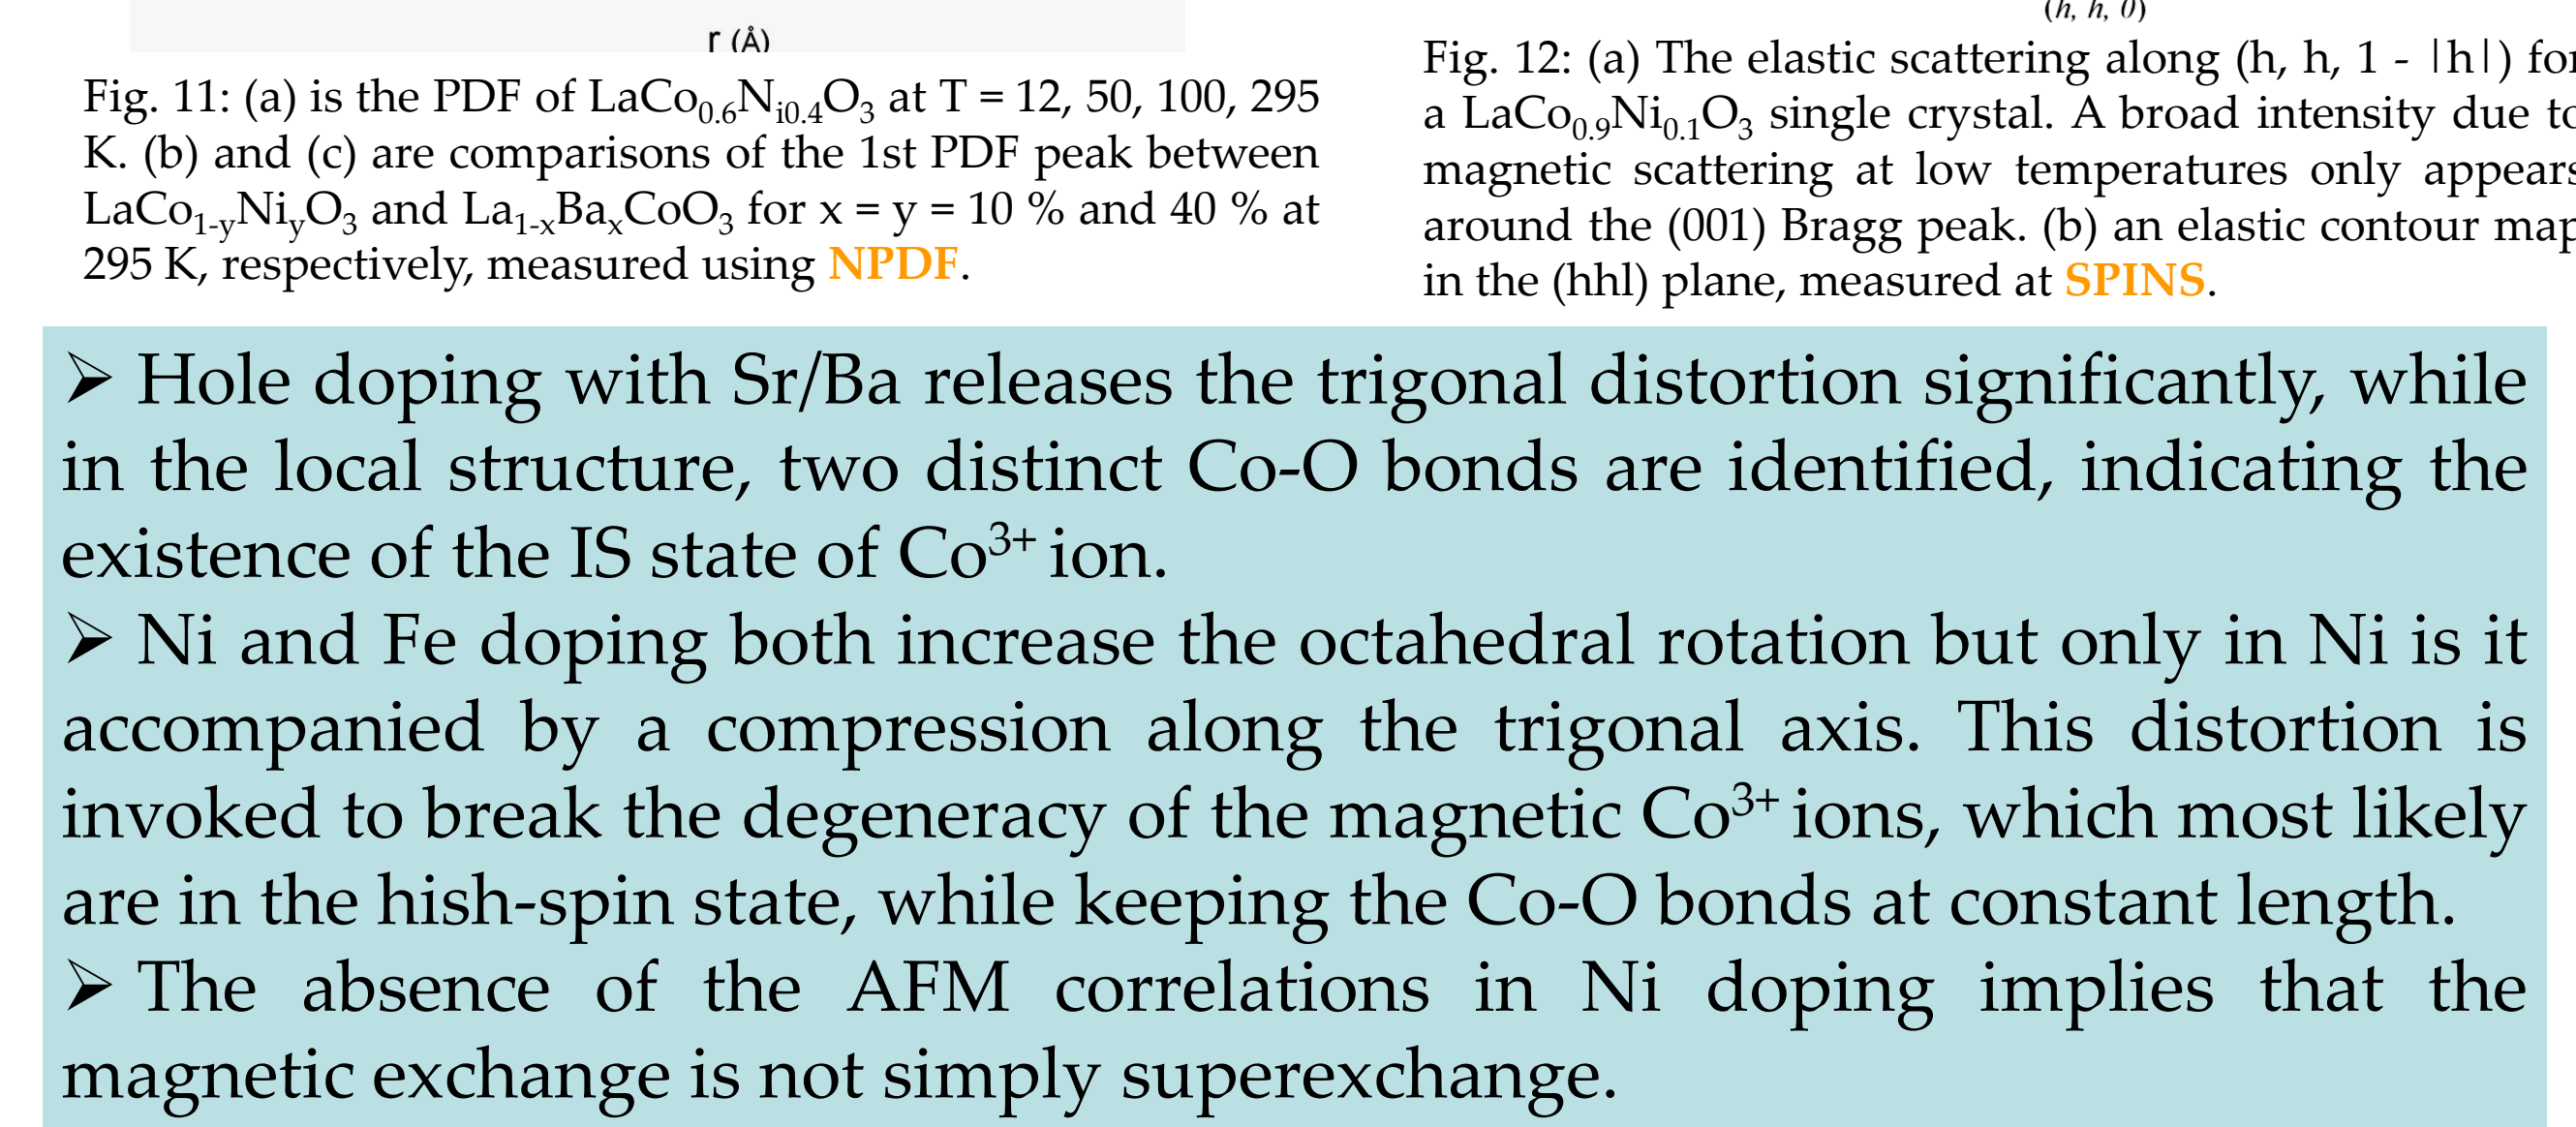 r (Å)
Fig. 11: (a) is the PDF of LaCo0.6Ni0.4O3 at T = 12, 50, 100, 295
K. (b) and (c) are comparisons of the 1st PDF peak between
LaCo1-yNiyO3 and La1-xBaxCoO3 for x = y = 10 % and 40 % at
295 K, respectively, measured using NPDF.
(h, h, 0)
Fig. 12: (a) The elastic scattering along (h, h, 1 - |h|) for
a LaCo0.9Ni0.1O3 single crystal. A broad intensity due to
magnetic scattering at low temperatures only appears
around the (001) Bragg peak. (b) an elastic contour map
in the (hhl) plane, measured at SPINS.
➢ Hole doping with Sr/Ba releases the trigonal distortion significantly, while
in the local structure, two distinct Co-O bonds are identified, indicating the
existence of the IS state of Co3+ ion.
➢ Ni and Fe doping both increase the octahedral rotation but only in Ni is it
accompanied by a compression along the trigonal axis. This distortion is
invoked to break the degeneracy of the magnetic Co3+ ions, which most likely
are in the hish-spin state, while keeping the Co-O bonds at constant length.
➢ The absence of the AFM correlations in Ni doping implies that the
magnetic exchange is not simply superexchange.